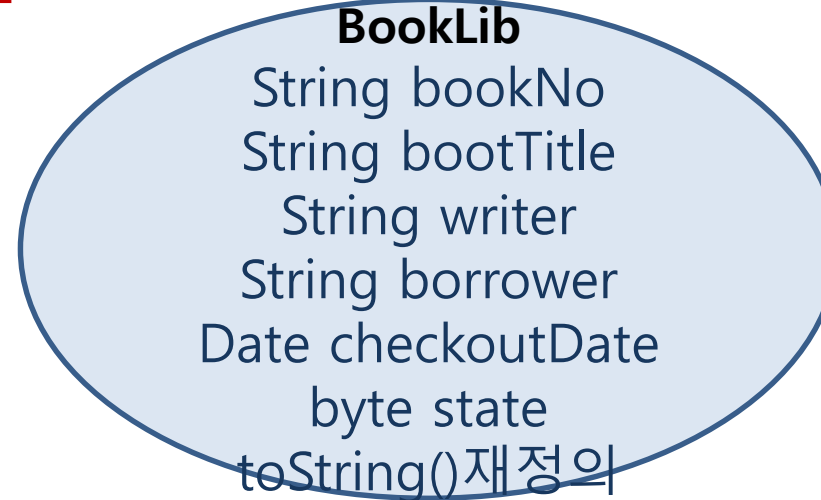 BookLib
String bookNo
String bootTitle
String writer
String borrower
Date checkoutDate
byte state
toString()재정의